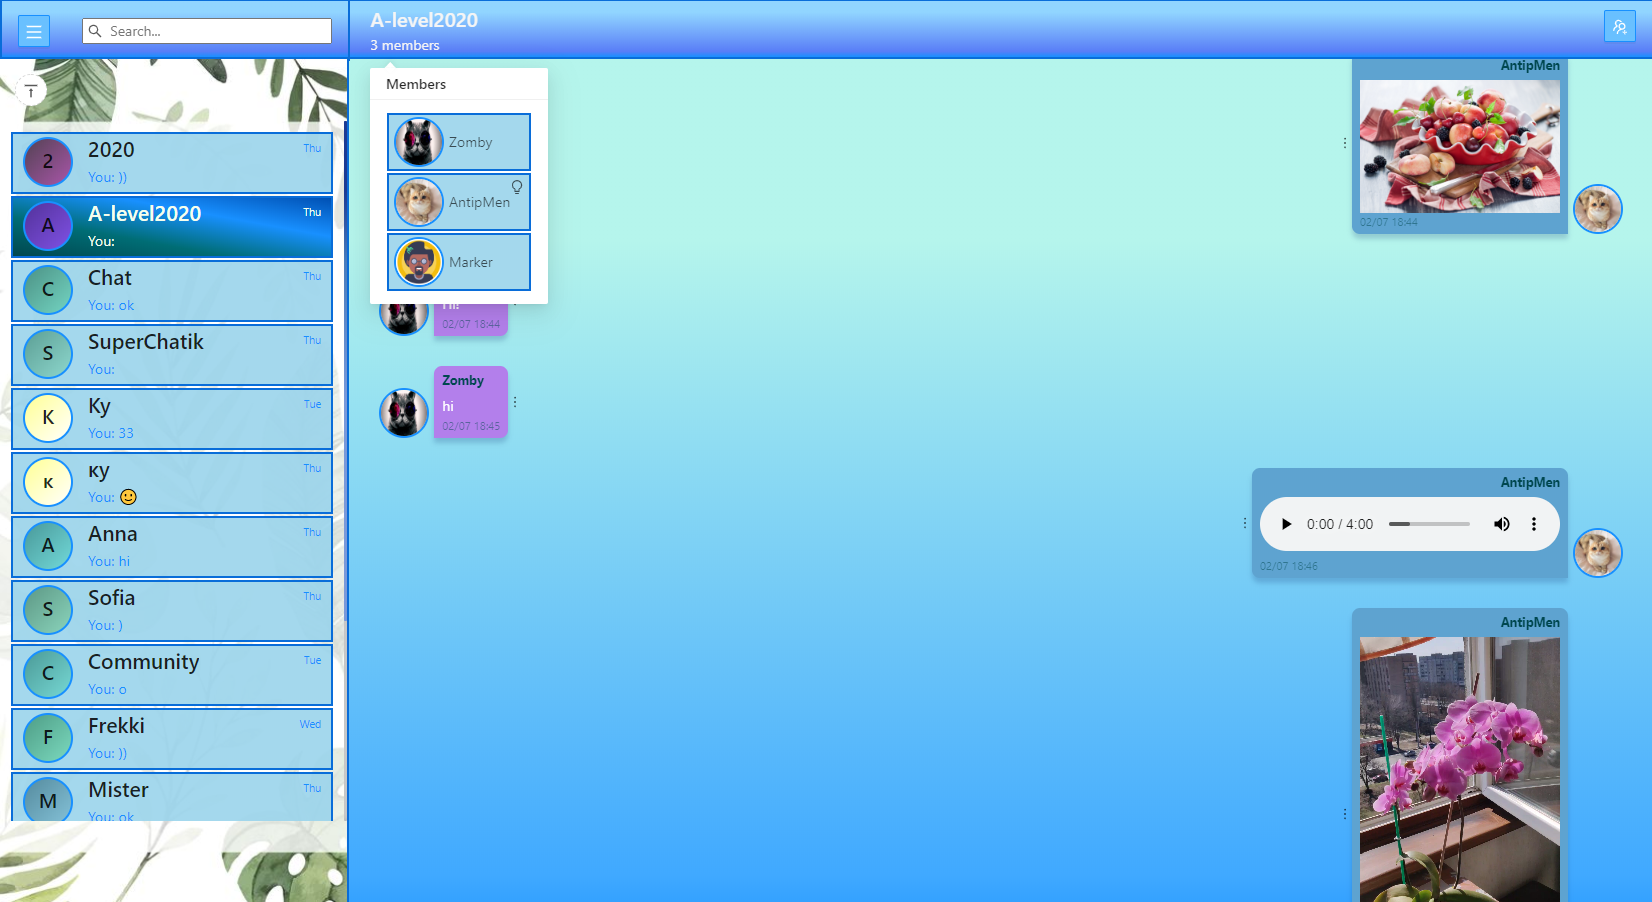 Search...
2
2020
Thu
You: ))
A
A-level2020
Thu
You:
C
Chat
Thu
You: ok
S
SuperChatik
Thu
You:
K
Ky
Tue
You: 33
к
ку
Thu
You: 🙂
A
Anna
Thu
You: hi
S
Sofia
Thu
You: )
C
Community
Tue
You: o
F
Frekki
Wed
You: ))
M
Mister
Thu
You: ok
A-level2020
3 members
Members
Zomby
AntipMen
Marker
AntipMen
02/07 18:44
Hi!
02/07 18:44
Zomby
hi
02/07 18:45
AntipMen
0:00 / 4:00
02/07 18:46
AntipMen